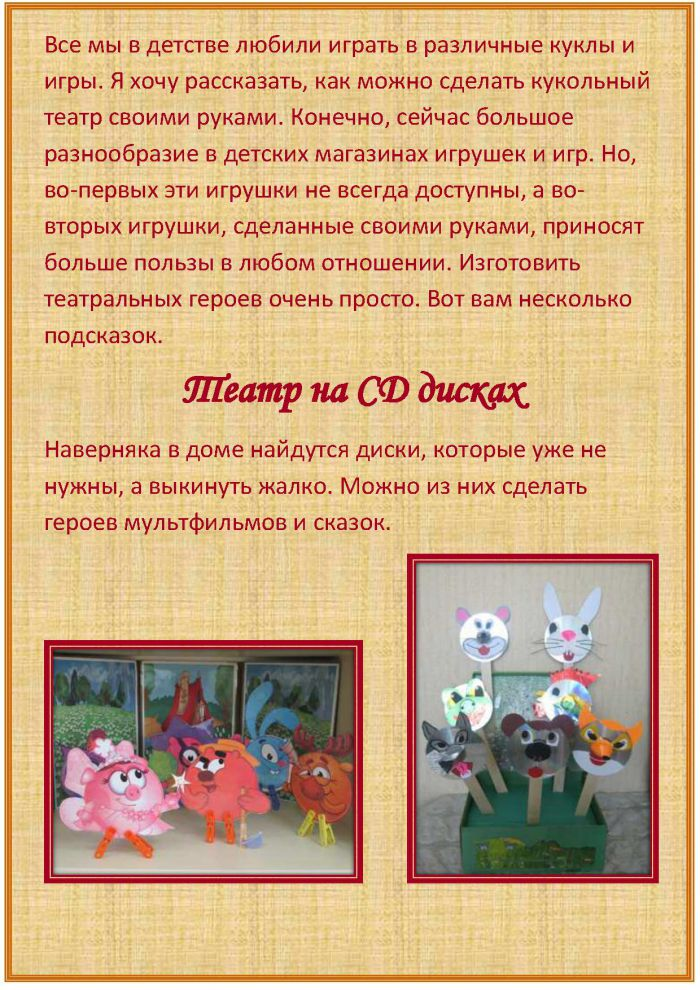 Все мы в детстве любили играть в различные куклы и
игры. Я хочу рассказать, как можно сделать кукольный
театр своими руками. Конечно, сейчас большое
разнообразие в детских магазинах игрушек и игр. Но,
во-первых эти игрушки не всегда доступны, а во-
вторых игрушки, сделанные своими руками, приносят
больше пользы в любом отношении. Изготовить
театральных героев очень просто. Вот вам несколько
подсказок.
Театр на СД дисках
Наверняка в доме найдутся диски, которые уже не
нужны, а выкинуть жалко. Можно из них сделать
героев мультфильмов и сказок.